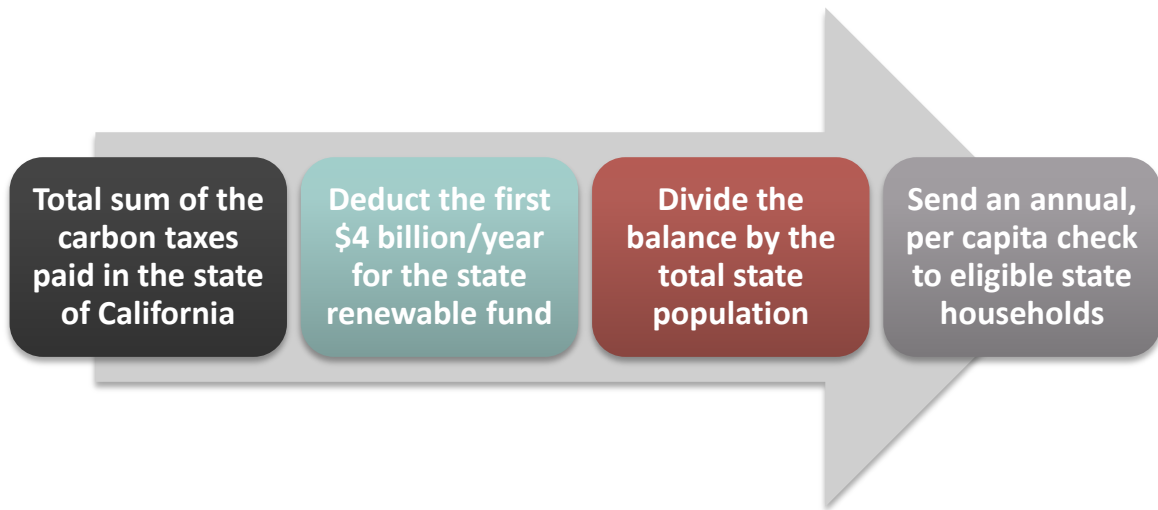 Total sum of the
carbon taxes
paid in the state
of California
Deduct the first
$4 billion/year
for the state
renewable fund
Divide the
balance by the
total state
population
Send an annual,
per capita check
to eligible state
households